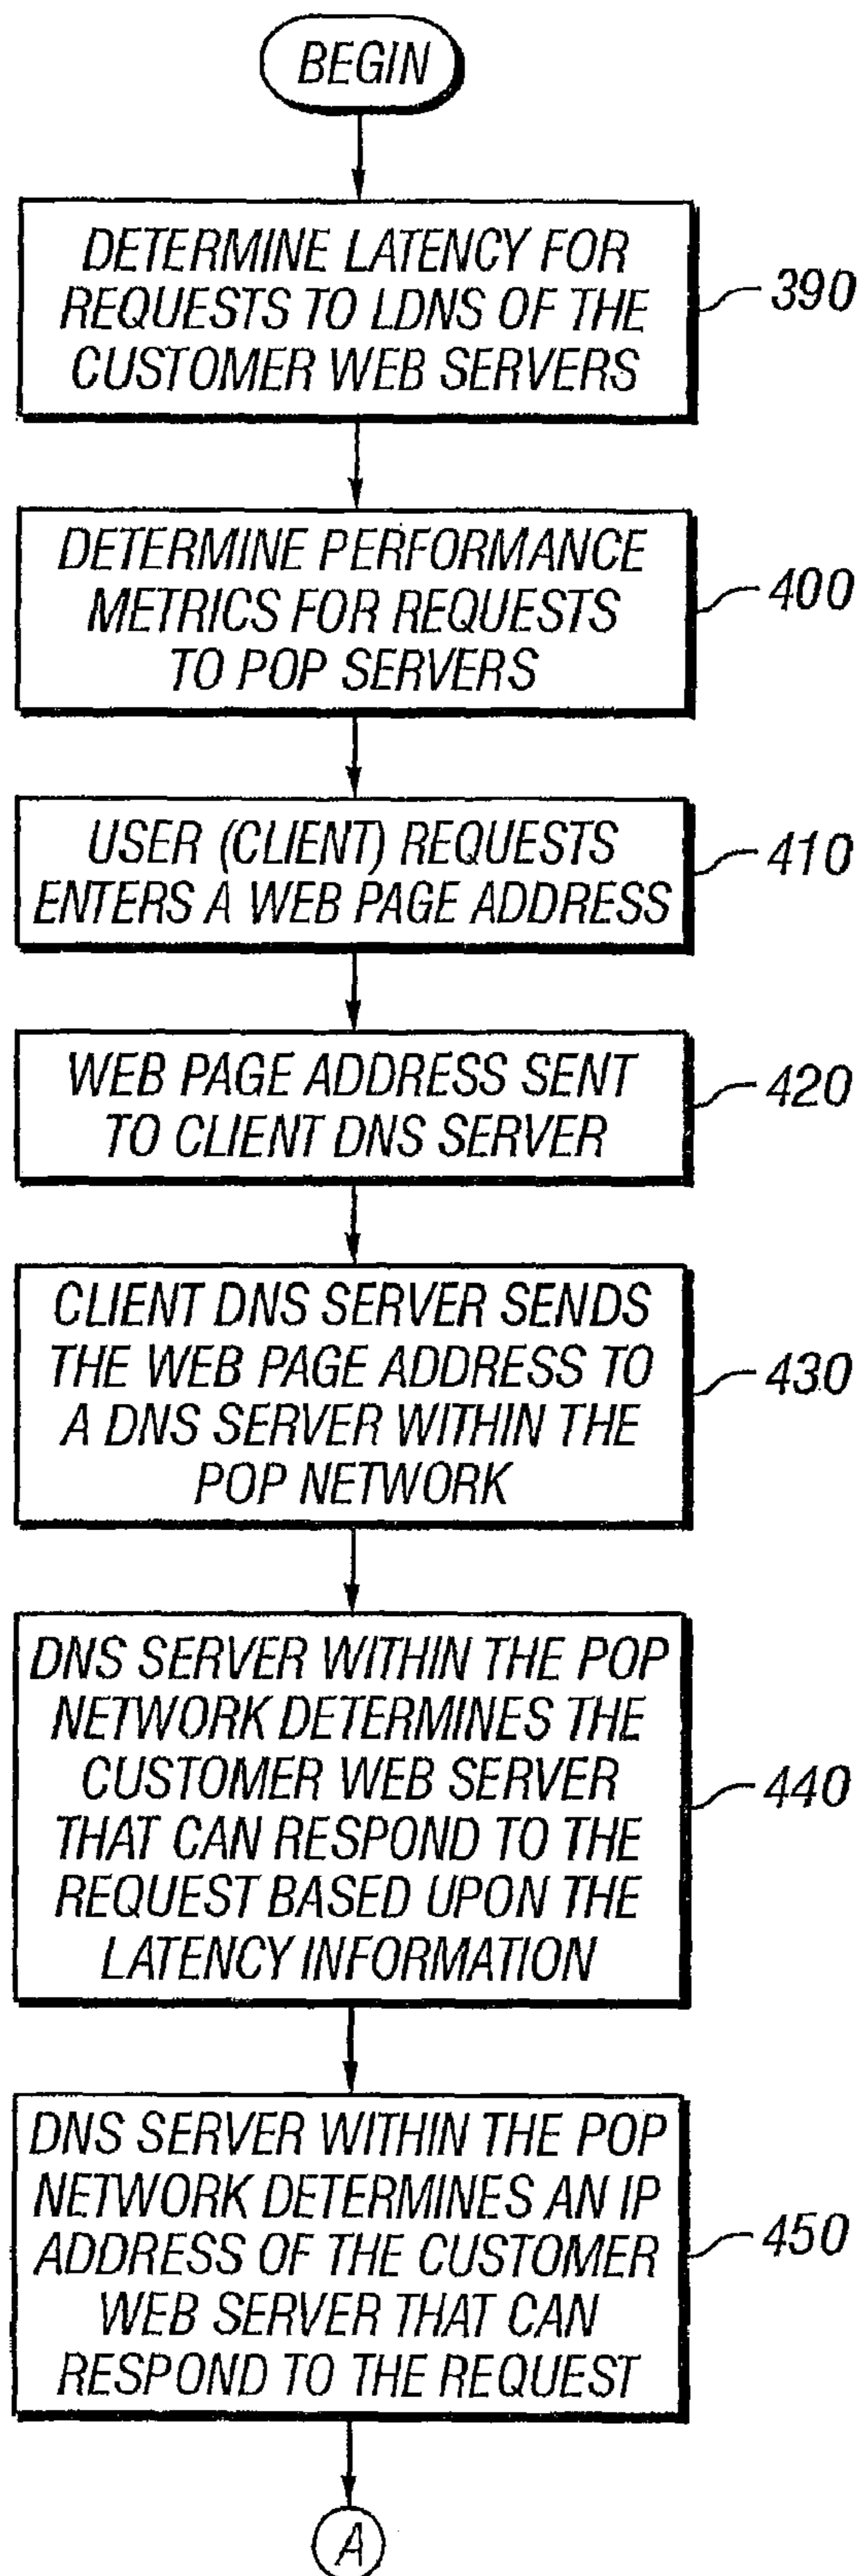 BEGIN
DETERMINE LATENCY FOR
REQUESTS TO LDNS OF THE
CUSTOMER WEB SERVERS
390
DETERMINE PERFORMANCE
METRICS FOR REQUESTS
TO POP SERVERS
400
USER (CLIENT) REQUESTS
ENTERS A WEB PAGE ADDRESS
410
WEB PAGE ADDRESS SENT
TO CLIENT DNS SERVER
420
CLIENT DNS SERVER SENDS
THE WEB PAGE ADDRESS TO
A DNS SERVER WITHIN THE
POP NETWORK
430
DNS SERVER WITHIN THE POP
NETWORK DETERMINES THE
CUSTOMER WEB SERVER
THAT CAN RESPOND TO THE
REQUEST BASED UPON THE
LATENCY INFORMATION
440
DNS SERVER WITHIN THE POP
NETWORK DETERMINES AN IP
ADDRESS OF THE CUSTOMER
WEB SERVER THAT CAN
RESPOND TO THE REQUEST
450
A